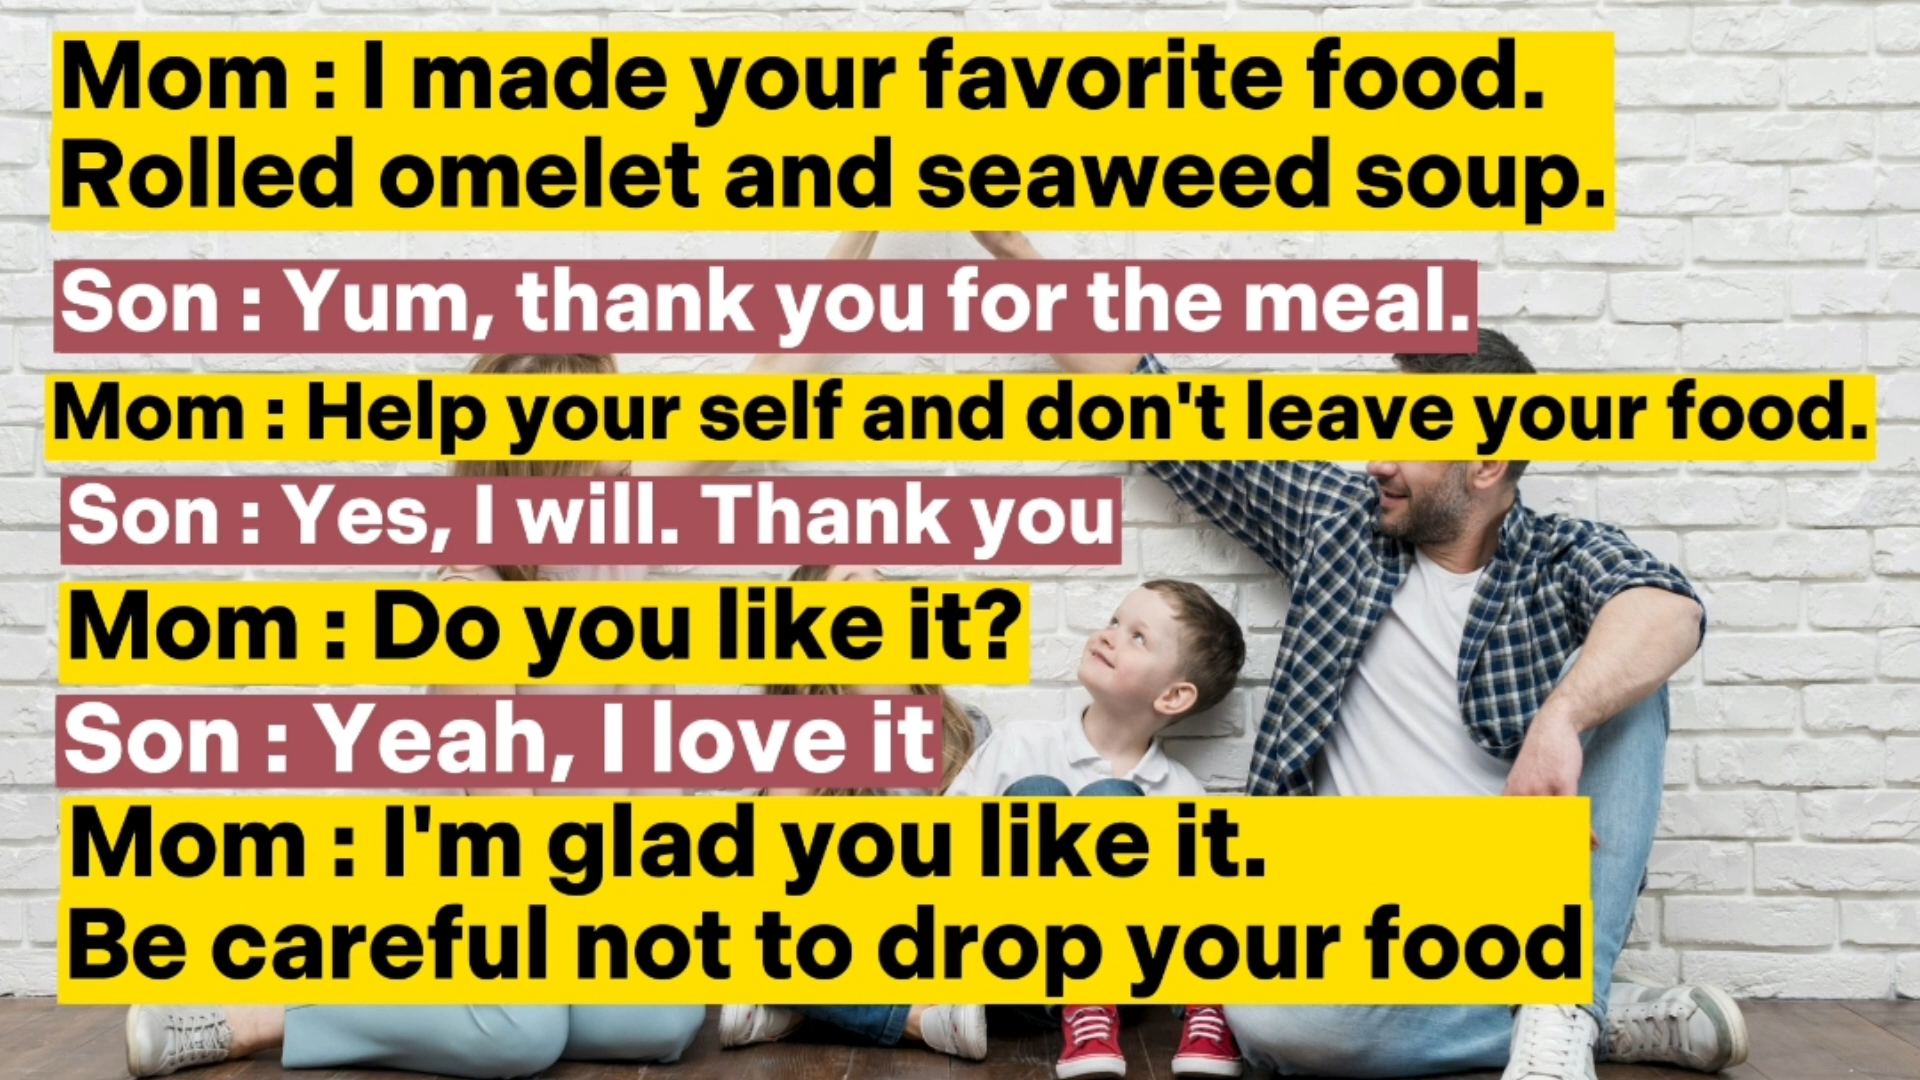 Mom : I made your favorite food.
Rolled omelet and seaweed soup.
Son : Yum, thank you for the meal.
Mom : Help your self and don't leave your food.
Son : Yes, I will. Thank you
Mom : Do you like it?
Son : Yeah, I love it
Mom : I'm glad you like it.
Be careful not to drop your food